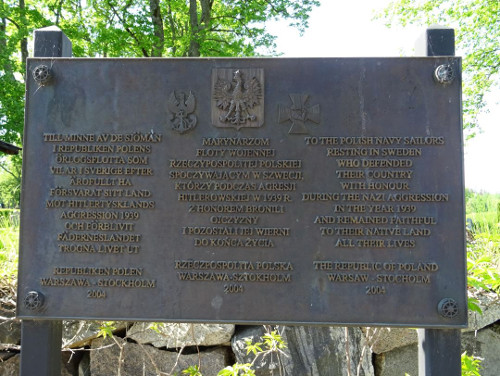 TILL MINNE AV DE SJÖMÄN
I REPUBLIKEN POLENS
ÖRLOGSFLOTTA SOM
VILAR I SVERIGE EFTER
ÄROFULLT HA
FÖRSVARAT SITT LAND
MOT HITLERTYSKLANDS
AGGRESSION 1939
OCH FÖRBLIVIT
FÄDERNESLANDET
TROGNA LIVET UT
REPUBLIKEN POLEN
WARSZAWA - STOCKHOLM
2004
MARYNARZOM
FLOTY WOJENNEJ
RZECZYPOSPOLITEJ POLSKIEJ
SPOCZYWAJĄCYM W SZWECJI,
KTÓRZY PODCZAS AGRESJI
HITLEROWSKIEJ W 1939 R.
Z HONOREM BRONILI
OJCZYZNY
I POZOSTALI JEJ WIERNI
DO KOŃCA ŻYCIA
RZECZPOSPOLITA POLSKA
WARSZAWA-SZTOKHOLM
2004
TO THE POLISH NAVY SAILORS
RESTING IN SWEDEN
WHO DEFENDED
THEIR COUNTRY
WITH HONOUR
DURING THE NAZI AGGRESSION
IN THE YEAR 1939
AND REMAINED FAITHFUL
TO THEIR NATIVE LAND
ALL THEIR LIVES
THE REPUBLIC OF POLAND
WARSAW - STOCHOLM
2004